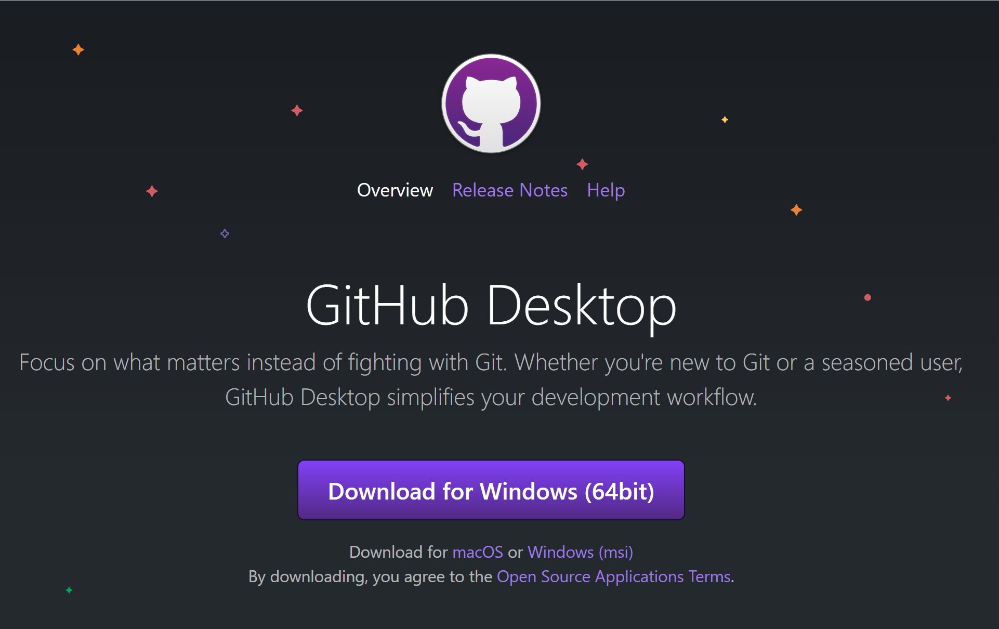 Overview Release Notes Help
GitHub Desktop
Focus on what matters instead of fighting with Git. Whether you're new to Git or a seasoned user,
GitHub Desktop simplifies your development workflow.
Download for Windows (64bit)
Download for macOS or Windows (msi)
By downloading, you agree to the Open Source Applications Terms.